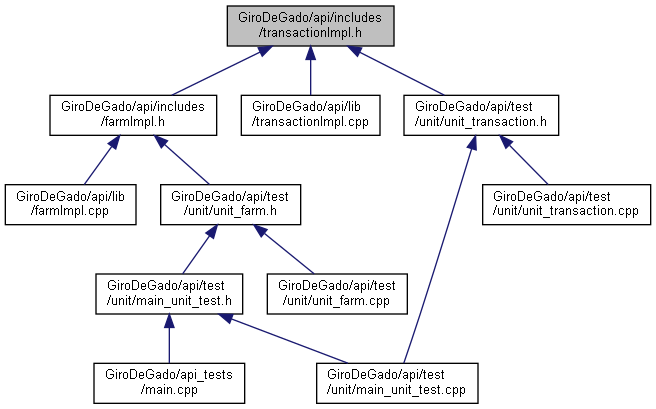 GiroDeGado/api/includes
/transactionImpl.h
GiroDeGado/api/includes
/farmImpl.h
GiroDeGado/api/lib
/transactionImpl.cpp
GiroDeGado/api/test
/unit/unit_transaction.h
GiroDeGado/api/lib
/farmImpl.cpp
GiroDeGado/api/test
/unit/unit_farm.h
GiroDeGado/api/test
/unit/unit_transaction.cpp
GiroDeGado/api/test
/unit/main_unit_test.h
GiroDeGado/api/test
/unit/unit_farm.cpp
GiroDeGado/api_tests
/main.cpp
GiroDeGado/api/test
/unit/main_unit_test.cpp